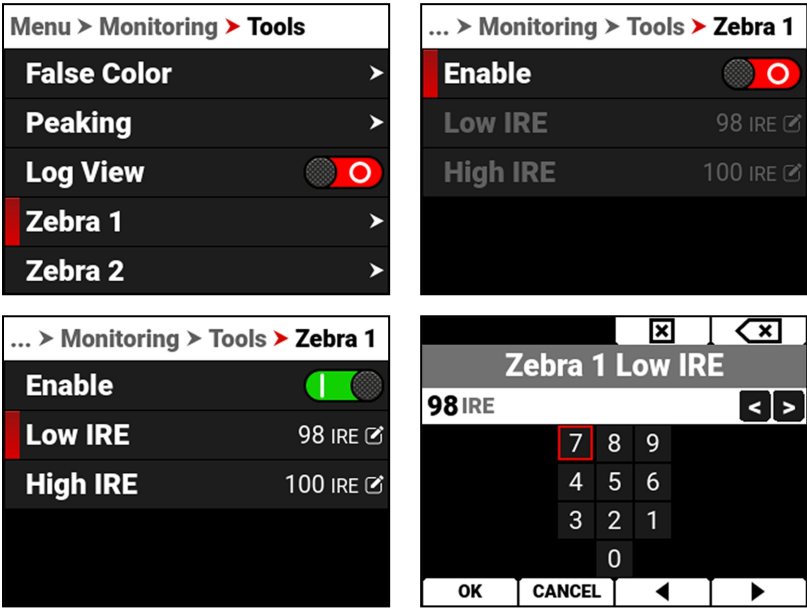 Menu > Monitoring > Tools
False Color >
Peaking >
Log View
Zebra 1 >
Zebra 2 >
... > Monitoring > Tools > Zebra 1
Enable
Low IRE 98 IRE
High IRE 100 IRE
... > Monitoring > Tools > Zebra 1
Enable
Low IRE 98 IRE
High IRE 100 IRE
Zebra 1 Low IRE
98 IRE < >
7 8 9
4 5 6
3 2 1
0
OK CANCEL